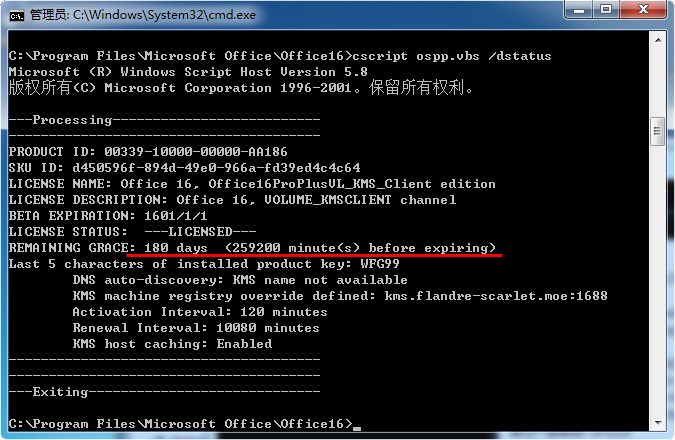 管理员: C:\Windows\System32\cmd.exe
C:\Program Files\Microsoft Office\Office16>cscript ospp.vbs /dstatus
Microsoft (R) Windows Script Host Version 5.8
版权所有(C) Microsoft Corporation 1996-2001。保留所有权利。
---Processing--------------------------
---------------------------------------
PRODUCT ID: 00339-10000-00000-AA186
SKU ID: d450596f-894d-49e0-966a-fd39ed4c4c64
LICENSE NAME: Office 16, Office16ProPlusVL_KMS_Client edition
LICENSE DESCRIPTION: Office 16, VOLUME_KMSCLIENT channel
BETA EXPIRATION: 1601/1/1
LICENSE STATUS:  ---LICENSED---
REMAINING GRACE: 180 days  (259200 minute(s) before expiring)
Last 5 characters of installed product key: WFG99
        DNS auto-discovery: KMS name not available
        KMS machine registry override defined: kms.flandre-scarlet.moe:1688
        Activation Interval: 120 minutes
        Renewal Interval: 10080 minutes
        KMS host caching: Enabled
---------------------------------------
---------------------------------------
---Exiting-----------------------------
C:\Program Files\Microsoft Office\Office16>_